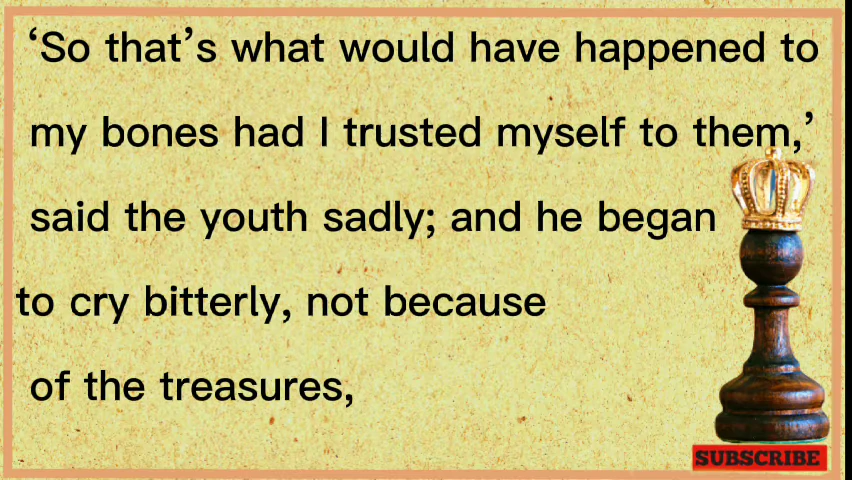 ‘So that’s what would have happened to
my bones had I trusted myself to them,’
said the youth sadly; and he began
to cry bitterly, not because
of the treasures,
SUBSCRIBE